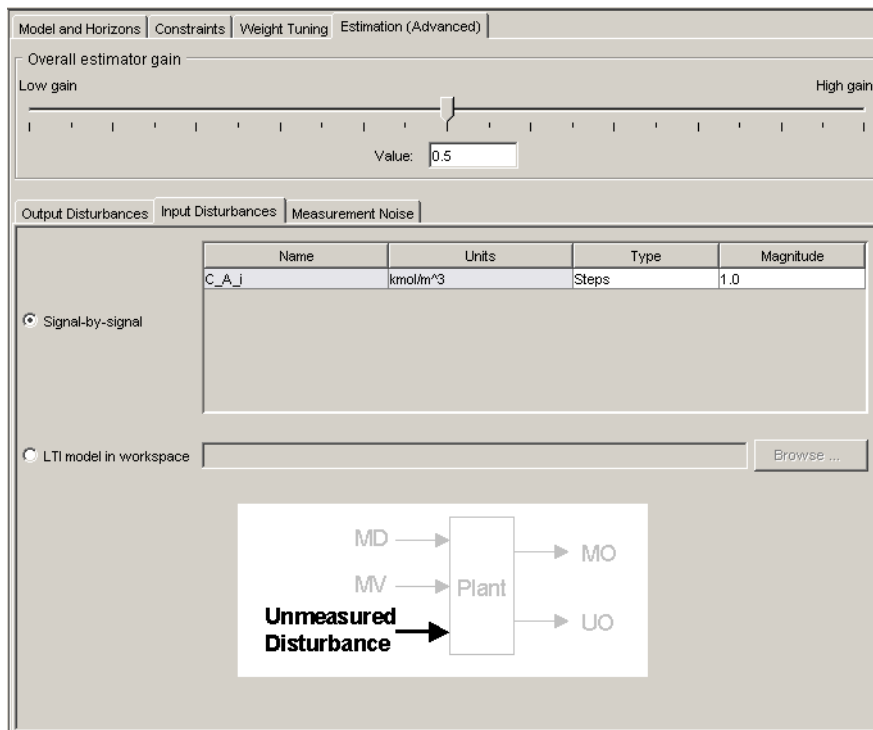 Model and Horizons Constraints Weight Tuning Estimation (Advanced)
Overall estimator gain
Low gain High gain
Value: 0.5
Output Disturbances Input Disturbances Measurement Noise
Name Units Type Magnitude
C_A_i kmol/m^3 Steps 1.0
Signal-by-signal
LTI model in workspace Browse ...
MD MO
MV Plant
Unmeasured UO
Disturbance